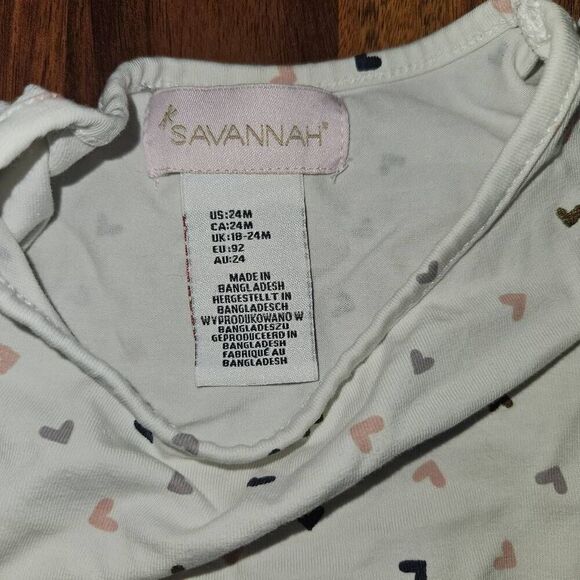 SAVANNAH
US:24M
CA:24M
UK:18-24M
EU:92
AU:24
MADE IN
BANGLADESH
HERGESTELLT IN
BANGLADESCH
WYPRODUKOWANO W
BANGLADESZU
GEPRODUCEERD IN
BANGLADESH
FABRIQUÉ AU
BANGLADESH